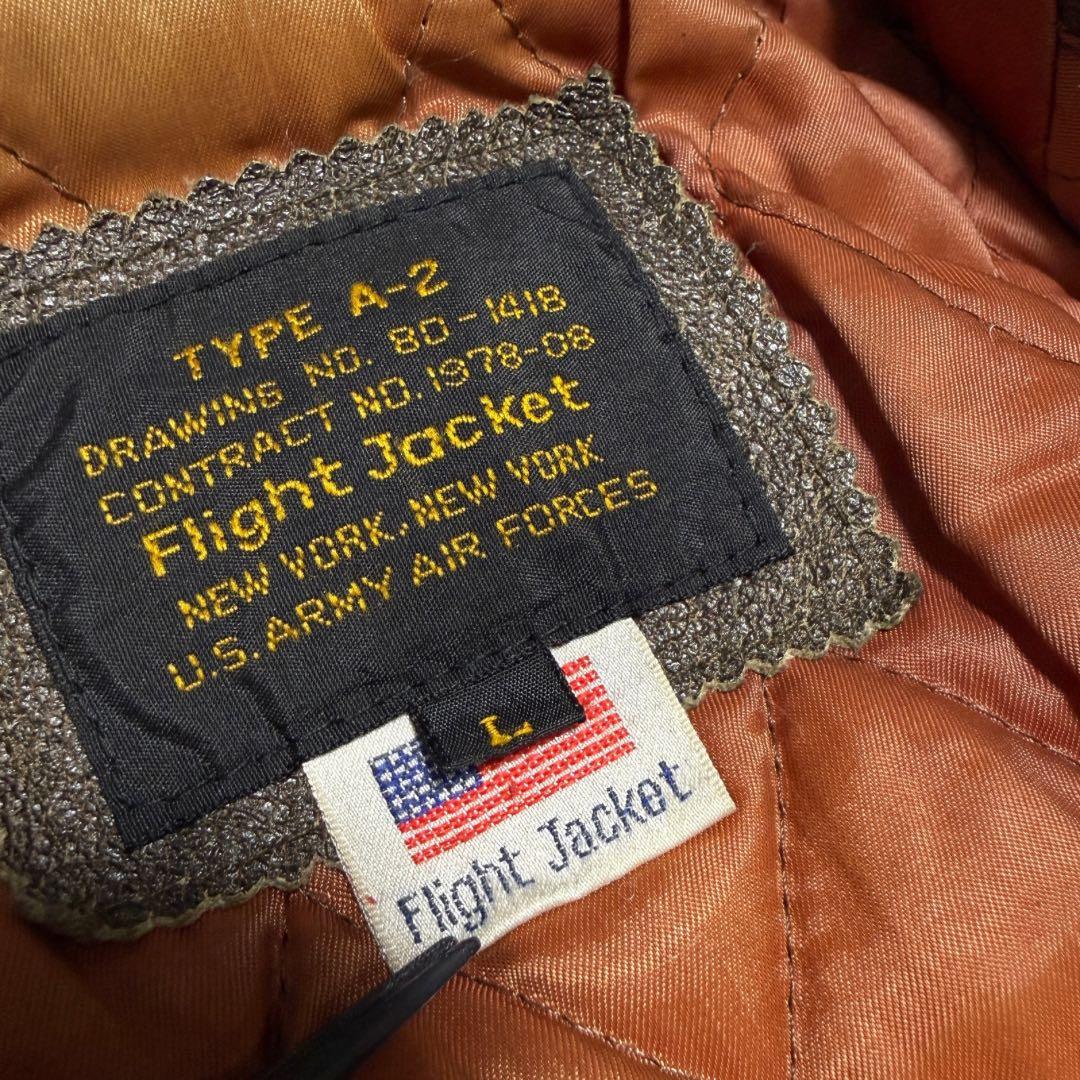 TYPE A-2
DRAWING NO. 80-1418
CONTRACT NO. 1978-08
Flight Jacket
NEW YORK. NEW YORK
U.S. ARMY AIR FORCES
L
Flight Jacket